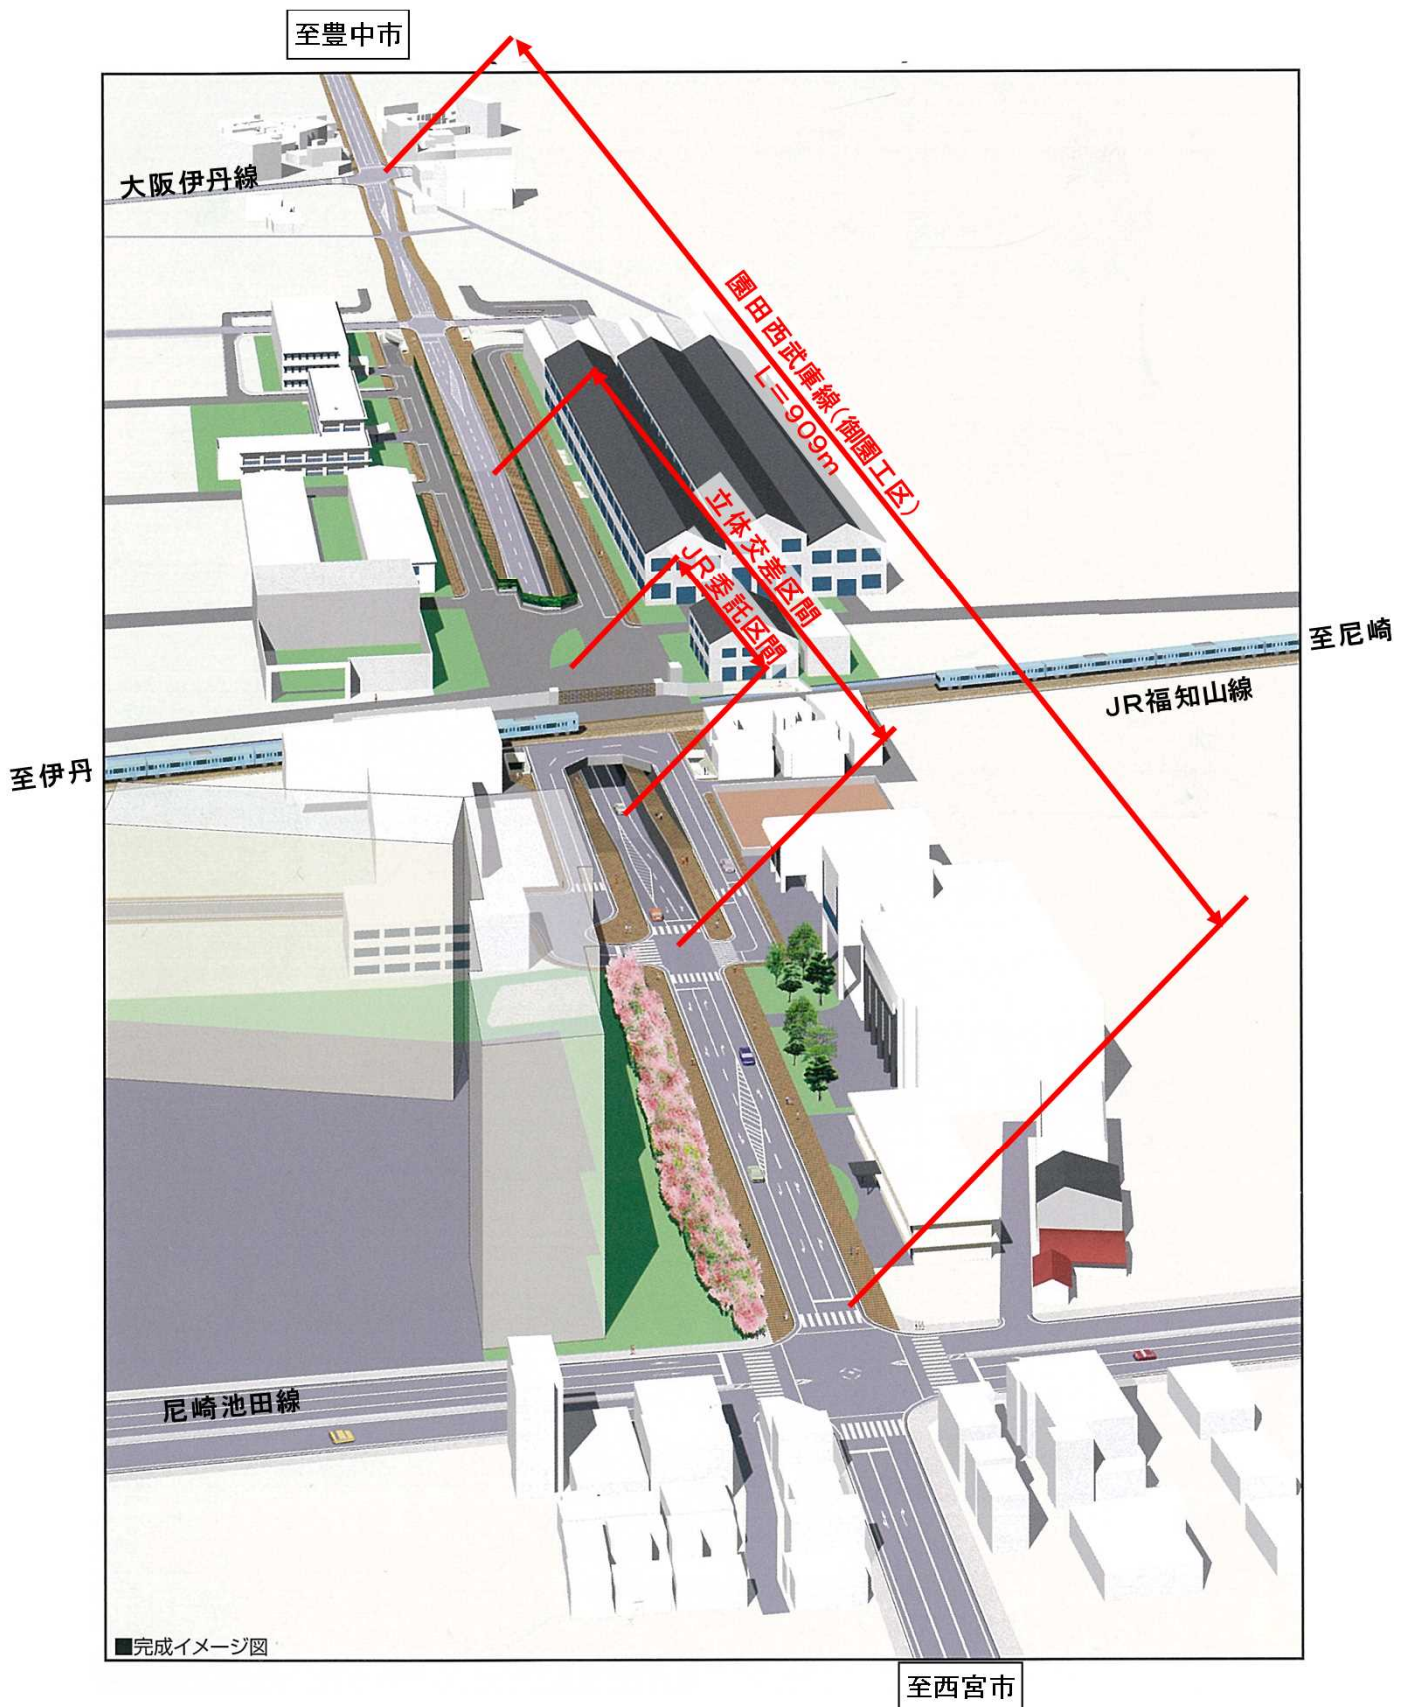 至豊中市
大阪伊丹線
園田西武庫線(御園工区)
L=909m
立体交差区間
JR委託区間
至尼崎
JR福知山線
至伊丹
尼崎池田線
■完成イメージ図
至西宮市